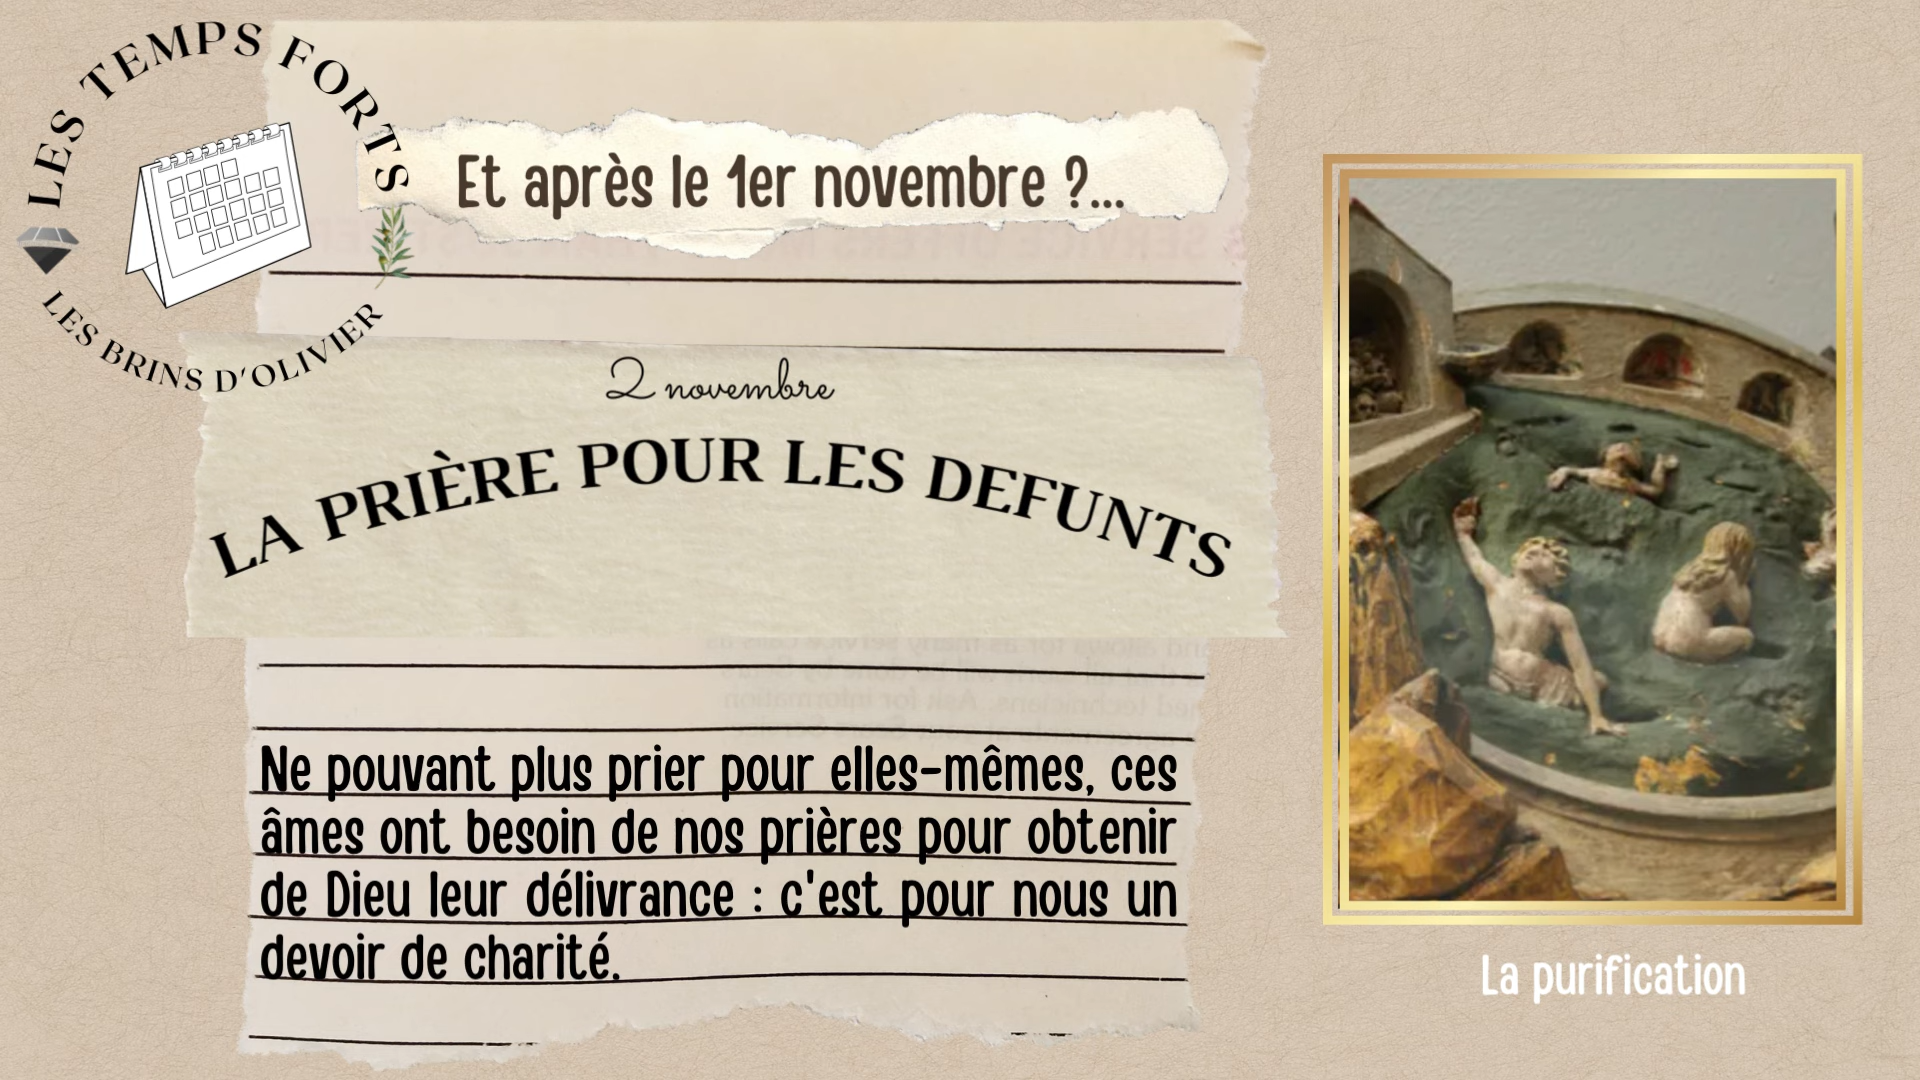 LES TEMPS FORTS
LES BRINS D'OLIVIER
Et après le 1er novembre ?...
2 novembre
LA PRIÈRE POUR LES DEFUNTS
Ne pouvant plus prier pour elles-mêmes, ces
âmes ont besoin de nos prières pour obtenir
de Dieu leur délivrance : c'est pour nous un
devoir de charité.
La purification